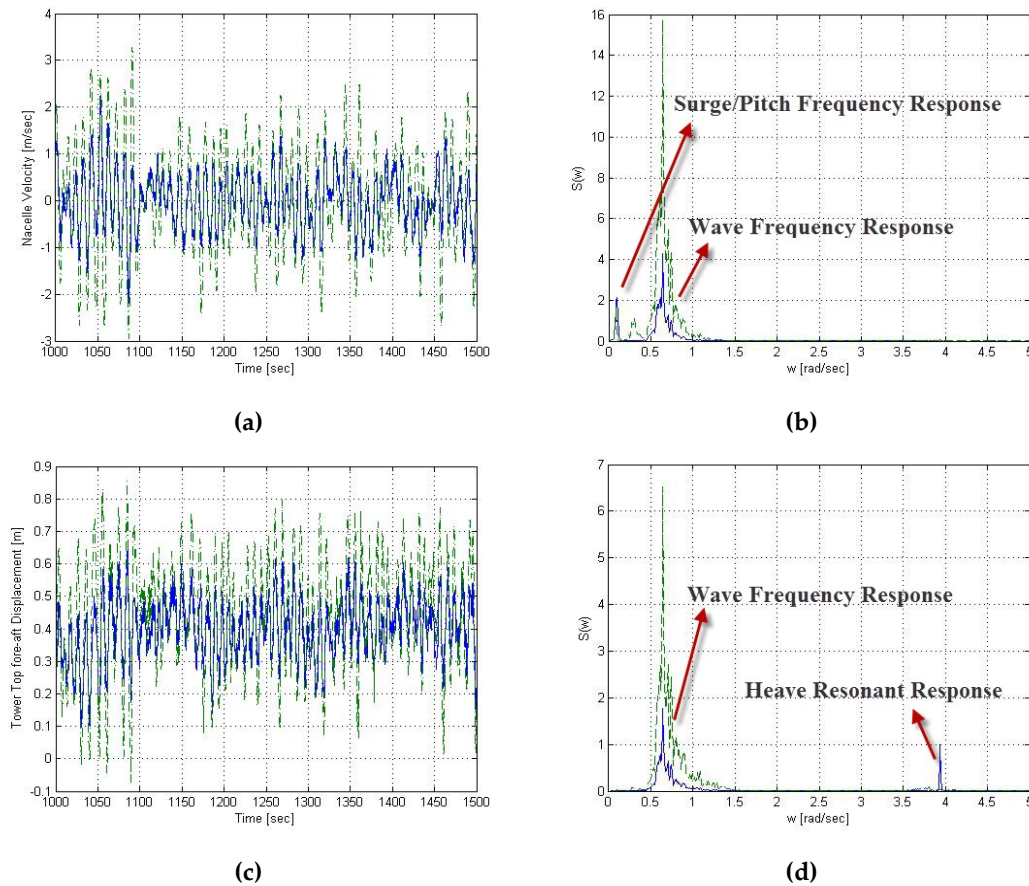 4
3
2
1
0
-1
-2
-3
Nacelle Velocity [m/sec]
1000 1050 1100 1150 1200 1250 1300 1350 1400 1450 1500
Time [sec]
(a)
16
14
12
10
8
6
4
2
0
S(w)
Surge/Pitch Frequency Response
Wave Frequency Response
0 0.5 1 1.5 2 2.5 3 3.5 4 4.5 5
w [rad/sec]
(b)
0.9
0.8
0.7
0.6
0.5
0.4
0.3
0.2
0.1
0
-0.1
Tower Top fore-aft Displacement [m]
1000 1050 1100 1150 1200 1250 1300 1350 1400 1450 1500
Time [sec]
(c)
7
6
5
4
3
2
1
0
S(w)
Wave Frequency Response
Heave Resonant Response
0 0.5 1 1.5 2 2.5 3 3.5 4 4.5 5
w [rad/sec]
(d)